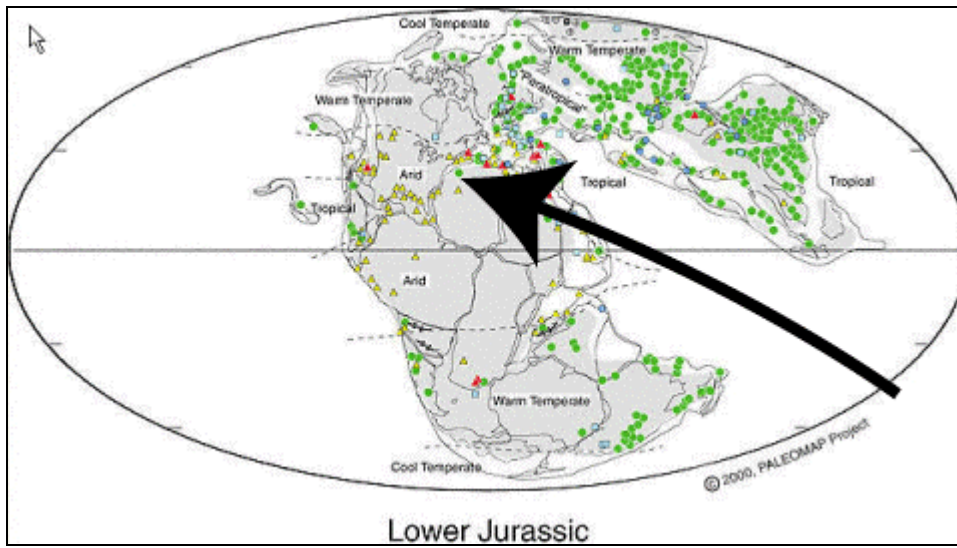 Cool Temperate
Warm Temperate
"Paratropical"
Warm Temperate
Arid
Tropical
Tropical
Tropical
Arid
Warm Temperate
Cool Temperate
© 2000, PALEOMAP Project
Lower Jurassic